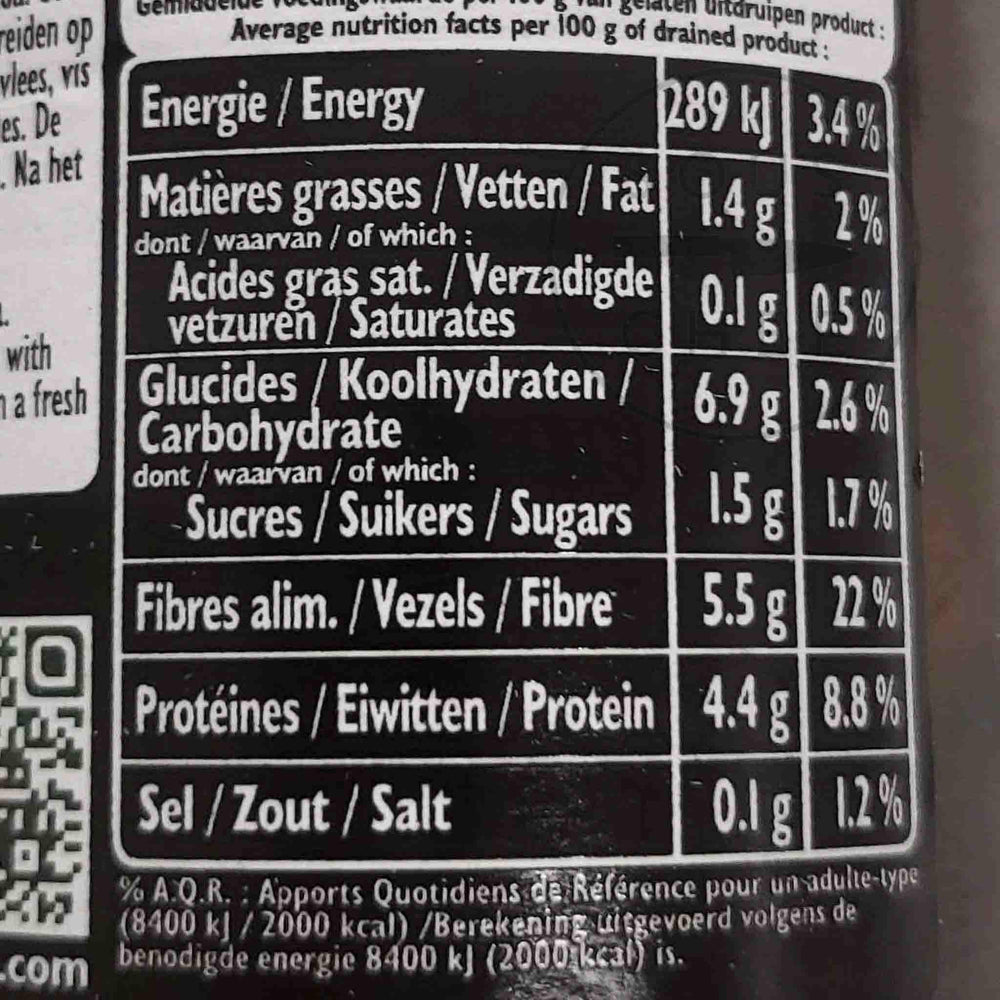 reiden op
vlees, vis
es. De
. Na het
with
n a fresh
.com
uitdruipen product :
Average nutrition facts per 100 g of drained product :
Energie / Energy 289 kJ 3.4 %
Matières grasses / Vetten / Fat 1.4 g 2 %
dont / waarvan / of which :
Acides gras sat. / Verzadigde
vetzuren / Saturates 0.1 g 0.5 %
Glucides / Koolhydraten /
Carbohydrate 6.9 g 2.6 %
dont / waarvan / of which :
Sucres / Suikers / Sugars 1.5 g 1.7 %
Fibres alim. / Vezels / Fibre 5.5 g 22 %
Protéines / Eiwitten / Protein 4.4 g 8.8 %
Sel / Zout / Salt 0.1 g 1.2 %
% A.Q.R. : Apports Quotidiens de Référence pour un adulte-type
(8400 kJ / 2000 kcal) /Berekening uitgevoerd volgens de
benodigde energie 8400 kJ (2000 kcal) is.